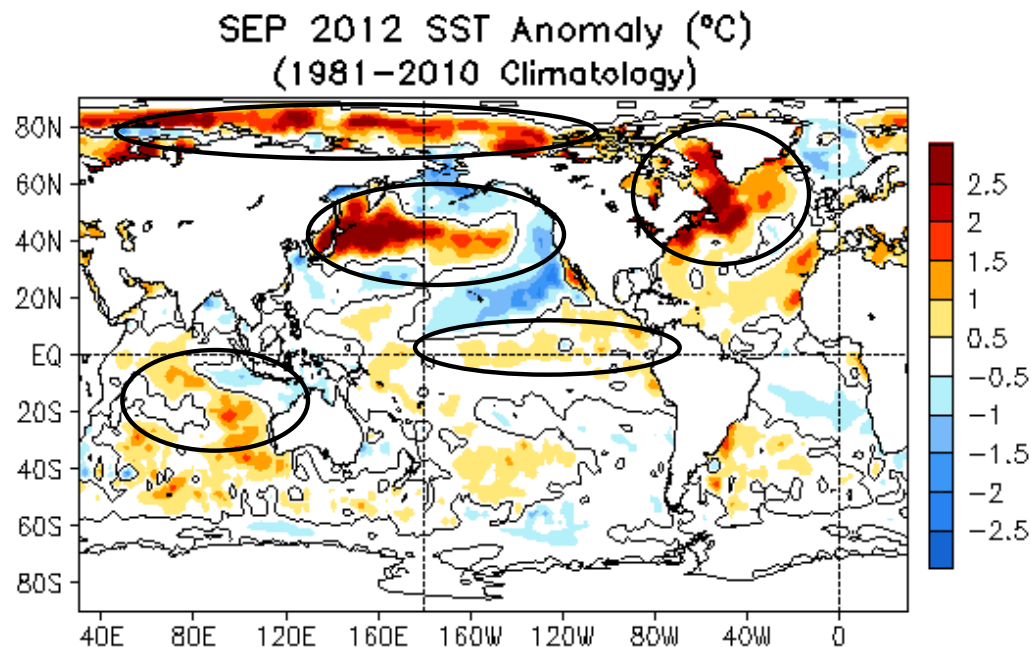 SEP 2012 SST Anomaly (°C)
(1981-2010 Climatology)
80N
60N
40N
20N
EQ
20S
40S
60S
80S
40E 80E 120E 160E 160W 120W 80W 40W 0
2.5
2
1.5
1
0.5
-0.5
-1
-1.5
-2
-2.5